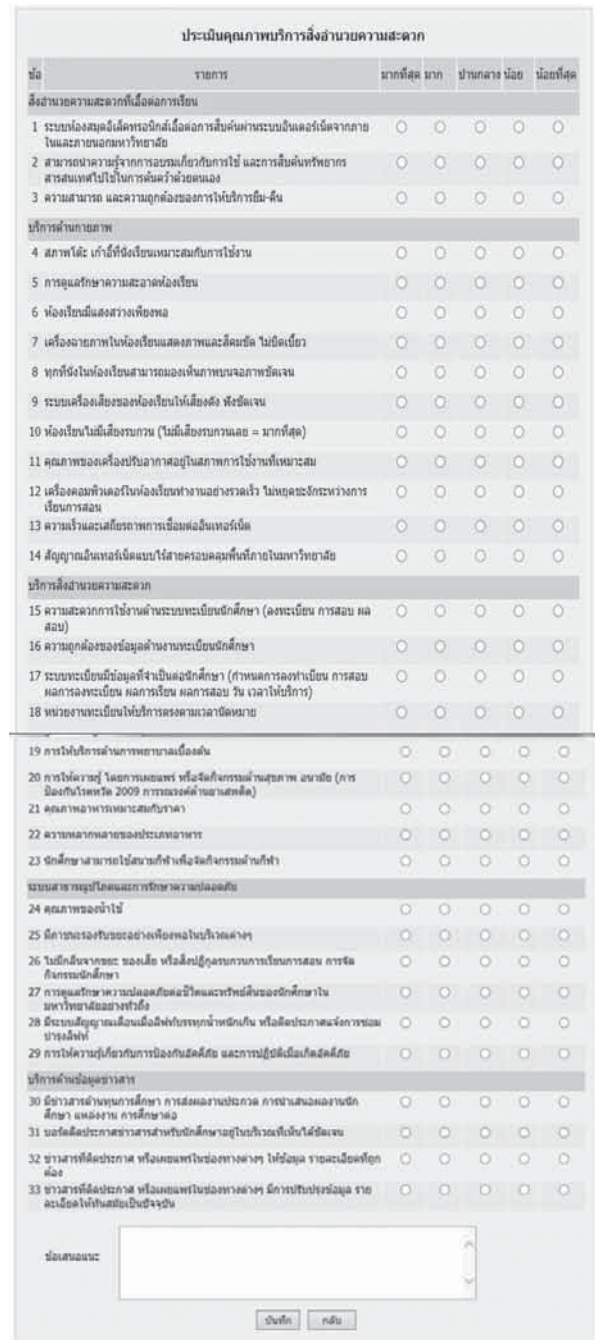 ประเมินคุณภาพบริการสิ่งอำนวยความสะดวก
ข้อ รายการ มากที่สุด มาก ปานกลาง น้อย น้อยที่สุด
สิ่งอำนวยความสะดวกที่เอื้อต่อการเรียน
1 ระบบห้องสมุดอิเล็คทรอนิกส์เอื้อต่อการสืบค้นผ่านระบบอินเตอร์เน็ตจากภาย
ในและภายนอกมหาวิทยาลัย
2 สามารถนำความรู้จากการอบรมเกี่ยวกับการใช้ และการสืบค้นทรัพยากร
สารสนเทศไปใช้ในการค้นคว้าด้วยตนเอง
3 ความสามารถ และความถูกต้องของการให้บริการยืม-คืน
บริการด้านกายภาพ
4 สภาพโต๊ะ เก้าอี้ที่นั่งเรียนเหมาะสมกับการใช้งาน
5 การดูแลรักษาความสะอาดห้องเรียน
6 ห้องเรียนมีแสงสว่างเพียงพอ
7 เครื่องฉายภาพในห้องเรียนแสดงภาพและสีคมชัด ไม่บิดเบี้ยว
8 ทุกที่นั่งในห้องเรียนสามารถมองเห็นภาพบนจอภาพชัดเจน
9 ระบบเครื่องเสียงของห้องเรียนให้เสียงดัง ฟังชัดเจน
10 ห้องเรียนไม่มีเสียงรบกวน (ไม่มีเสียงรบกวนเลย = มากที่สุด)
11 คุณภาพของเครื่องปรับอากาศอยู่ในสภาพการใช้งานที่เหมาะสม
12 เครื่องคอมพิวเตอร์ในห้องเรียนทำงานอย่างรวดเร็ว ไม่หยุดชะงักระหว่างการ
เรียนการสอน
13 ความเร็วและเสถียรภาพการเชื่อมต่ออินเทอร์เน็ต
14 สัญญาณอินเทอร์เน็ตแบบไร้สายครอบคลุมพื้นที่ภายในมหาวิทยาลัย
บริการสิ่งอำนวยความสะดวก
15 ความสะดวกการใช้งานด้านระบบทะเบียนนักศึกษา (ลงทะเบียน การสอบ ผล
สอบ)
16 ความถูกต้องของข้อมูลด้านงานทะเบียนนักศึกษา
17 ระบบทะเบียนมีข้อมูลที่จำเป็นต่อนักศึกษา (กำหนดการลงทำเบียน การสอบ
ผลการลงทะเบียน ผลการเรียน ผลการสอบ วัน เวลาให้บริการ)
18 หน่วยงานทะเบียนให้บริการตรงตามเวลานัดหมาย
19 การให้บริการด้านการพยาบาลเบื้องต้น
20 การให้ความรู้ โดยการเผยแพร่ หรือจัดกิจกรรมด้านสุขภาพ อนามัย (การ
ป้องกันโรคหวัด 2009 การรณรงค์ด้านยาเสพติด)
21 คุณภาพอาหารเหมาะสมกับราคา
22 ความหลากหลายของประเภทอาหาร
23 นักศึกษาสามารถใช้สนามกีฬาเพื่อจัดกิจกรรมด้านกีฬา
ระบบสาธารณูปโภคและการรักษาความปลอดภัย
24 คุณภาพของน้ำใช้
25 มีภาชนะรองรับขยะอย่างเพียงพอในบริเวณต่างๆ
26 ไม่มีกลิ่นจากขยะ ของเสีย หรือสิ่งปฏิกูลรบกวนการเรียนการสอน การจัด
กิจกรรมนักศึกษา
27 การดูแลรักษาความปลอดภัยต่อชีวิตและทรัพย์สินของนักศึกษาใน
มหาวิทยาลัยอย่างทั่วถึง
28 มีระบบสัญญาณเตือนเมื่อลิฟท์บรรทุกน้ำหนักเกิน หรือติดประกาศแจ้งการซ่อม
บำรุงลิฟท์
29 การให้ความรู้เกี่ยวกับการป้องกันอัคคีภัย และการปฏิบัติเมื่อเกิดอัคคีภัย
บริการด้านข้อมูลข่าวสาร
30 มีข่าวสารด้านทุนการศึกษา การส่งผลงานประกวด การนำเสนอผลงานนัก
ศึกษา แหล่งงาน การศึกษาต่อ
31 บอร์ดติดประกาศข่าวสารสำหรับนักศึกษาอยู่ในบริเวณที่เห็นได้ชัดเจน
32 ข่าวสารที่ติดประกาศ หรือเผยแพร่ในช่องทางต่างๆ ให้ข้อมูล รายละเอียดที่ถูก
ต้อง
33 ข่าวสารที่ติดประกาศ หรือเผยแพร่ในช่องทางต่างๆ มีการปรับปรุงข้อมูล ราย
ละเอียดให้ทันสมัยเป็นปัจจุบัน
ข้อเสนอแนะ
บันทึก กลับ